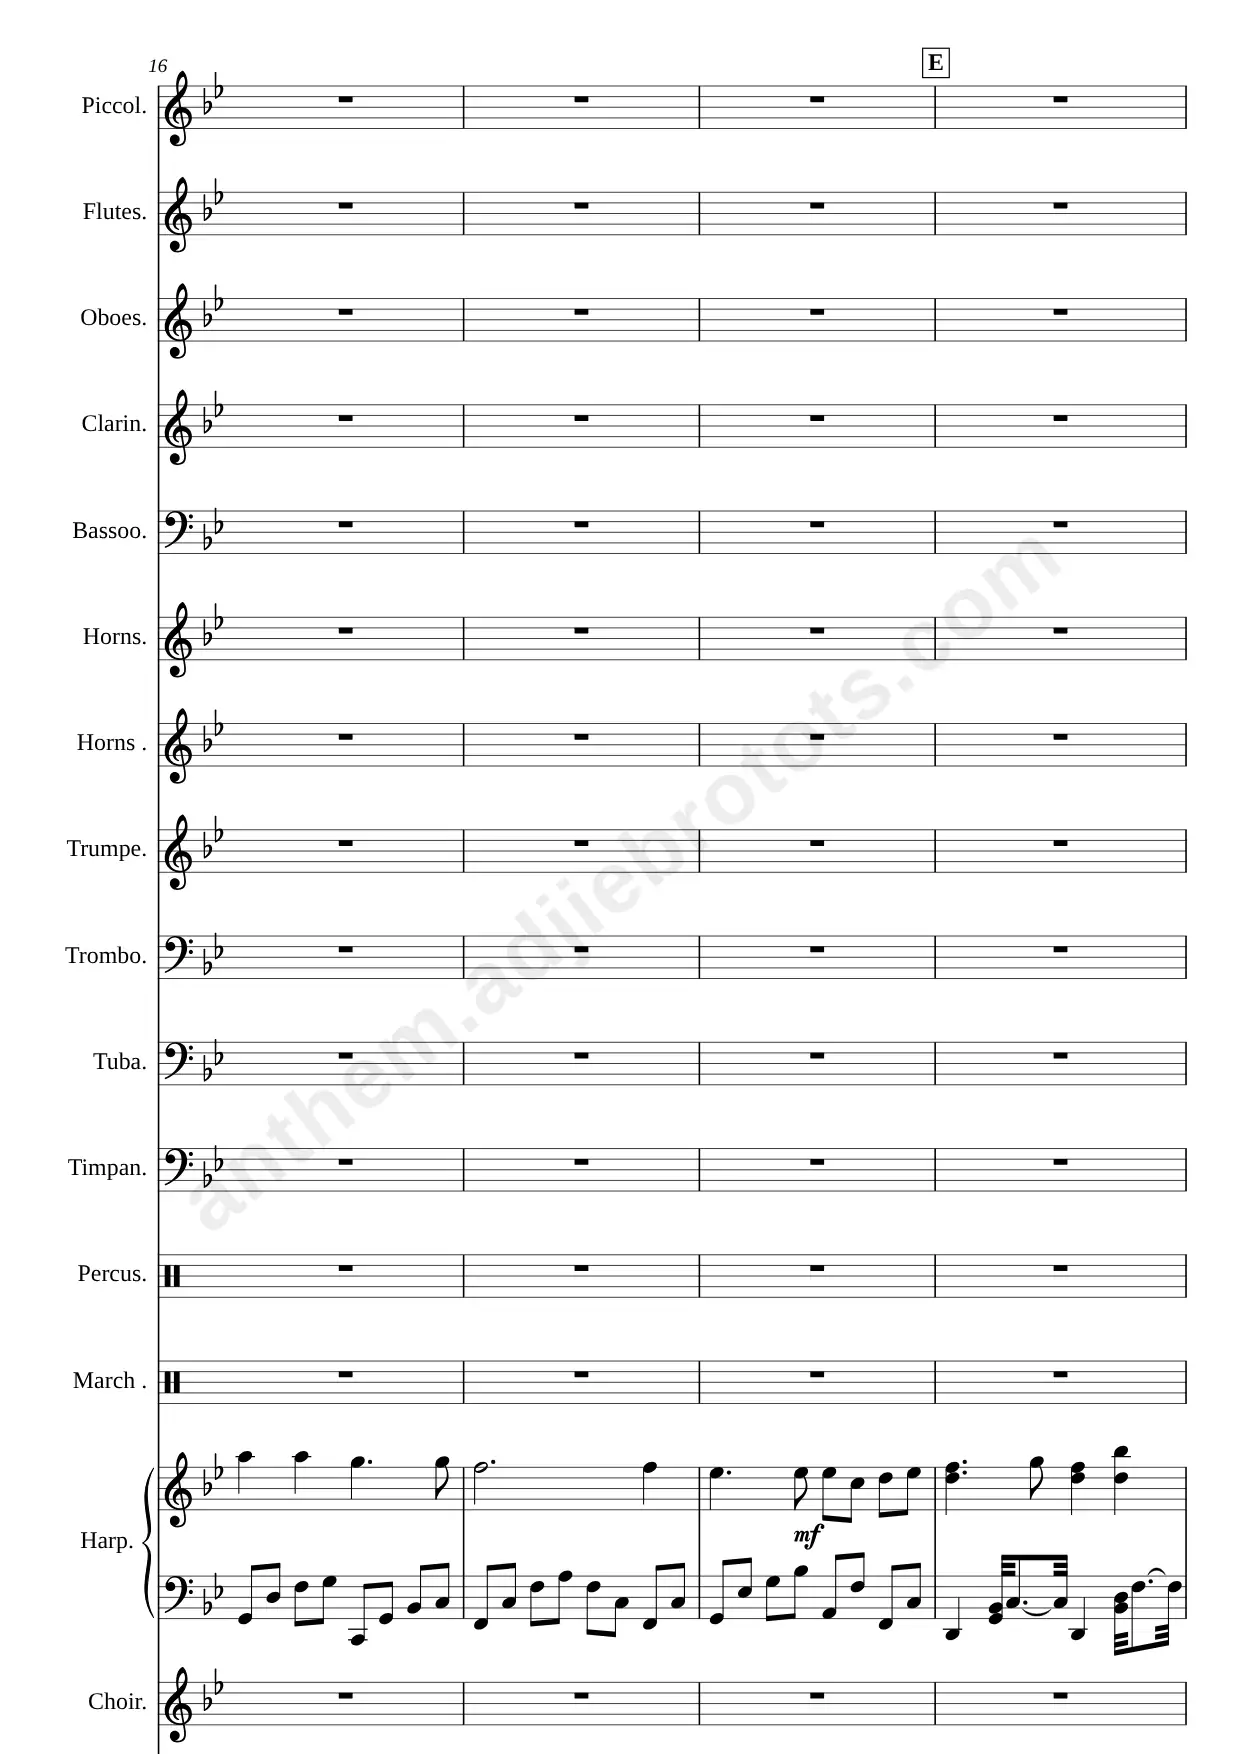 16
E
Piccol.
Flutes.
Oboes.
Clarin.
Bassoo.
Horns.
Horns .
Trumpe.
Trombo.
Tuba.
Timpan.
Percus.
March .
mf
Harp.
Choir.
anthem.adjiebrotots.com